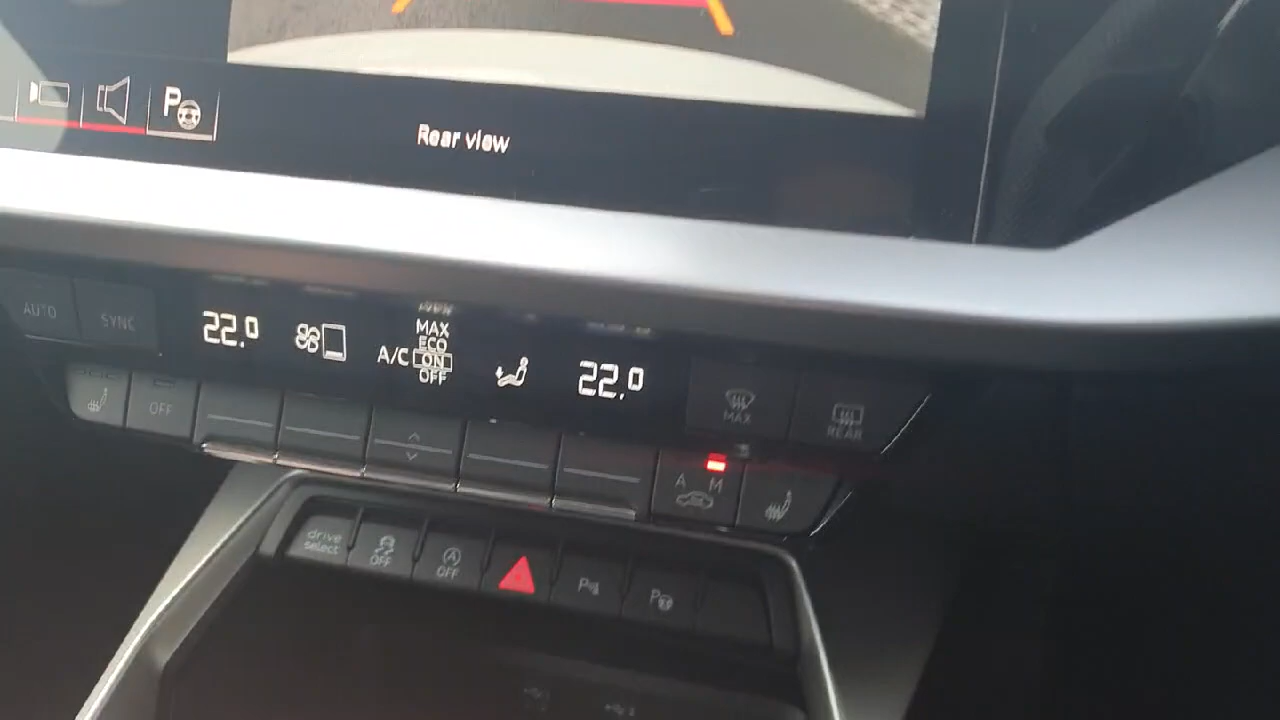 P
Rear view
AUTO
SYNC
22.0
MAX
ECO
A/C ON
OFF
22.0
MAX
REAR
OFF
A M
drive
select
OFF
A
OFF
P
P